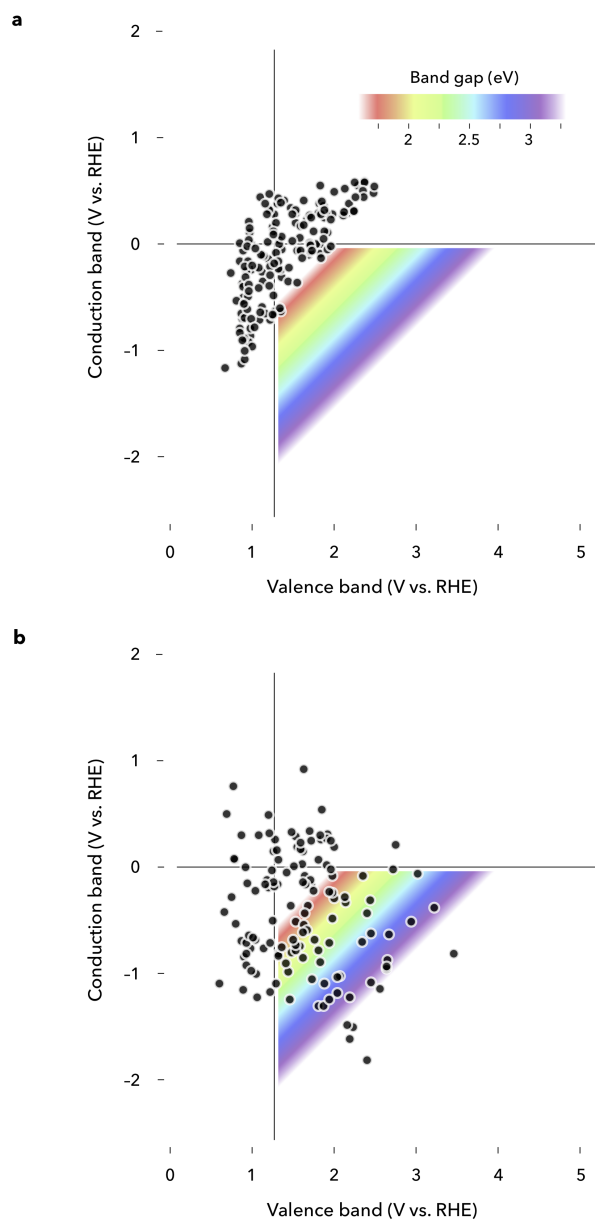 a
2
1
0
–1
–2
Conduction band (V vs. RHE)
Band gap (eV)
2 2.5 3
0 1 2 3 4 5
Valence band (V vs. RHE)
b
2
1
0
–1
–2
Conduction band (V vs. RHE)
0 1 2 3 4 5
Valence band (V vs. RHE)